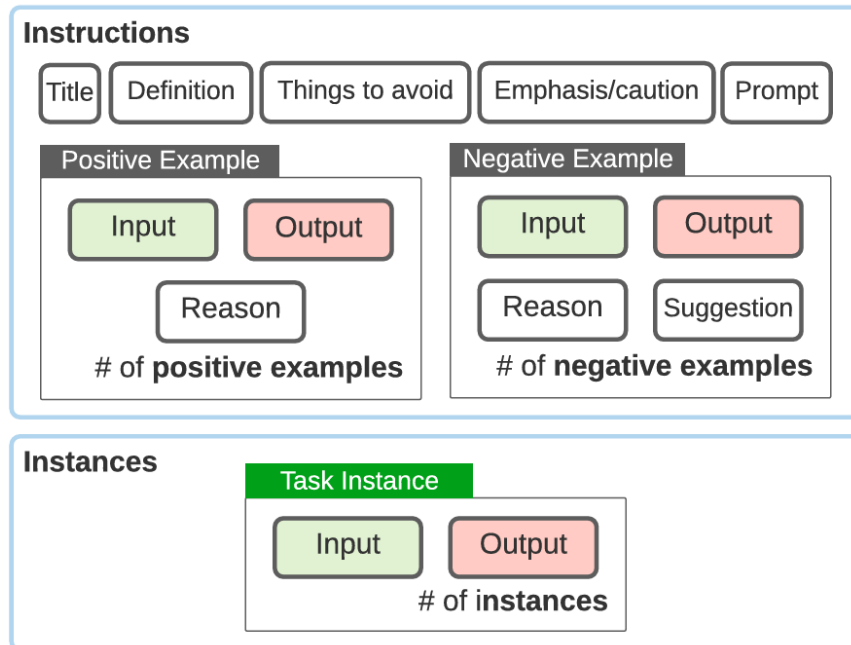 Instructions
Title Definition Things to avoid Emphasis/caution Prompt
Positive Example
Input Output
Reason
# of positive examples
Negative Example
Input Output
Reason Suggestion
# of negative examples
Instances
Task Instance
Input Output
# of instances